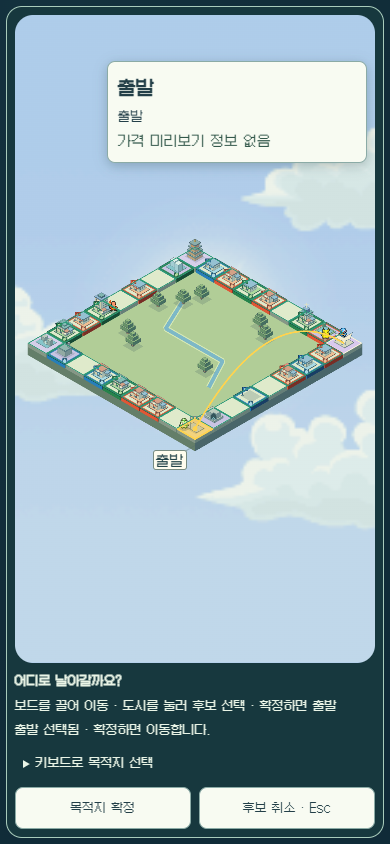 출발
출발
가격 미리보기 정보 없음
출발
어디로 날아갈까요?
보드를 끌어 이동 · 도시를 눌러 후보 선택 · 확정하면 출발
출발 선택됨 · 확정하면 이동합니다.
▶ 키보드로 목적지 선택
목적지 확정
후보 취소 · Esc